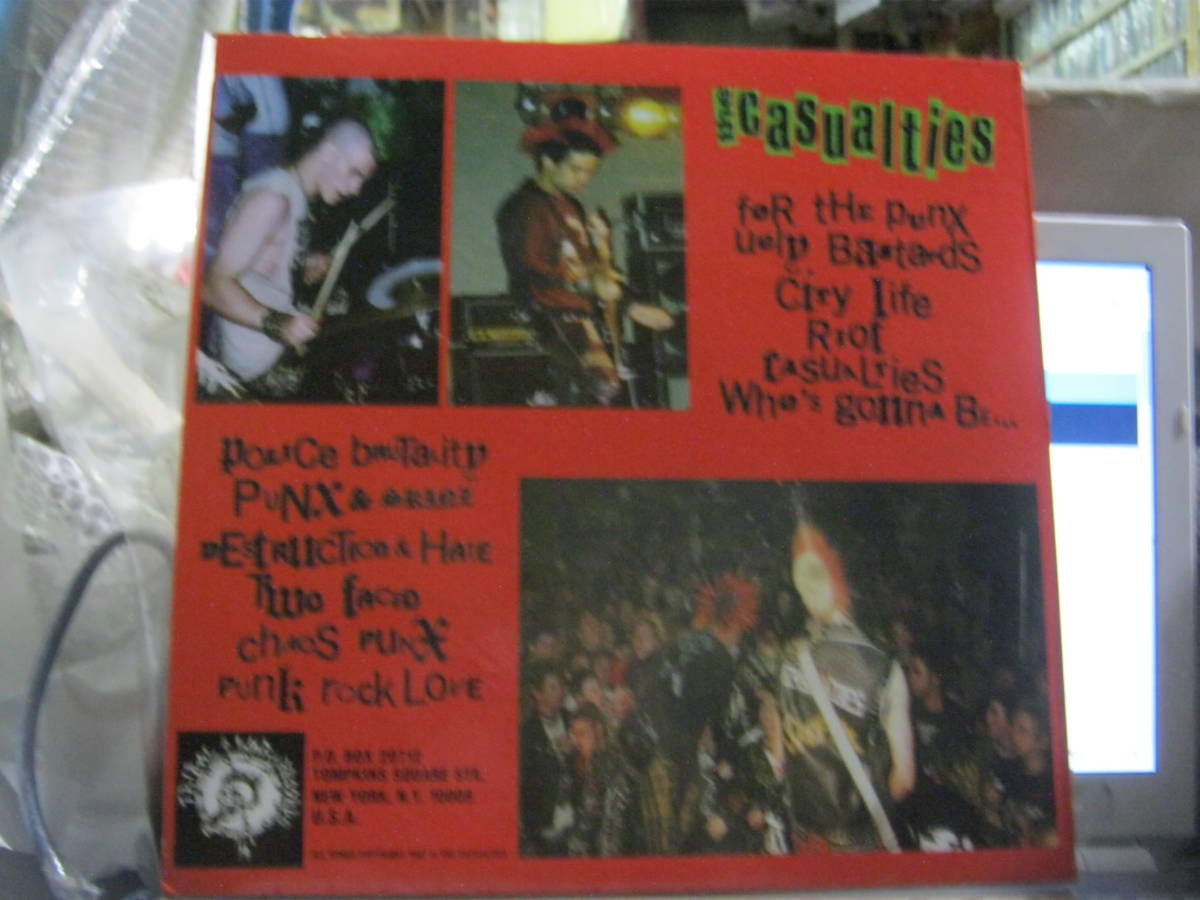 the casualties
foR tHe punx
uGly BastardS
City life
Riot
CasuaLtieS
Who's gonna Be...
polICe bruTaLity
PuNX &
DEStRUCTIon & HaTE
Two faced
chaoS PUNX
Punk rock LOVE
P.O. BOX 20710
TOMPKINS SQUARE STA.
NEW YORK, N.Y. 10009
U.S.A.